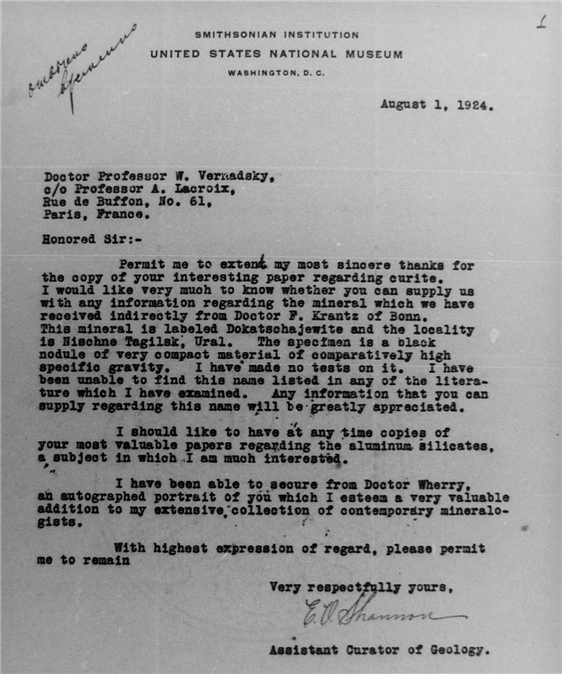 1
SMITHSONIAN INSTITUTION
UNITED STATES NATIONAL MUSEUM
WASHINGTON, D. C.
August 1, 1924.
Doctor Professor W. Vernadsky,
c/o Professor A. Lacroix,
Rue de Buffon, No. 61,
Paris, France.
Honored Sir:-
Permit me to extend my most sincere thanks for
the copy of your interesting paper regarding curite.
I would like very much to know whether you can supply us
with any information regarding the mineral which we have
received indirectly from Doctor F. Krantz of Bonn.
This mineral is labeled Dokatschajewite and the locality
is Nischne Tagilsk, Ural. The specimen is a black
nodule of very compact material of comparatively high
specific gravity. I have made no tests on it. I have
been unable to find this name listed in any of the litera-
ture which I have examined. Any information that you can
supply regarding this name will be greatly appreciated.
I should like to have at any time copies of
your most valuable papers regarding the aluminum silicates,
a subject in which I am much interested.
I have been able to secure from Doctor Wherry,
an autographed portrait of you which I esteem a very valuable
addition to my extensive collection of contemporary mineralo-
gists.
With highest expression of regard, please permit
me to remain
Very respectfully yours,
E.V. Shannon
Assistant Curator of Geology.